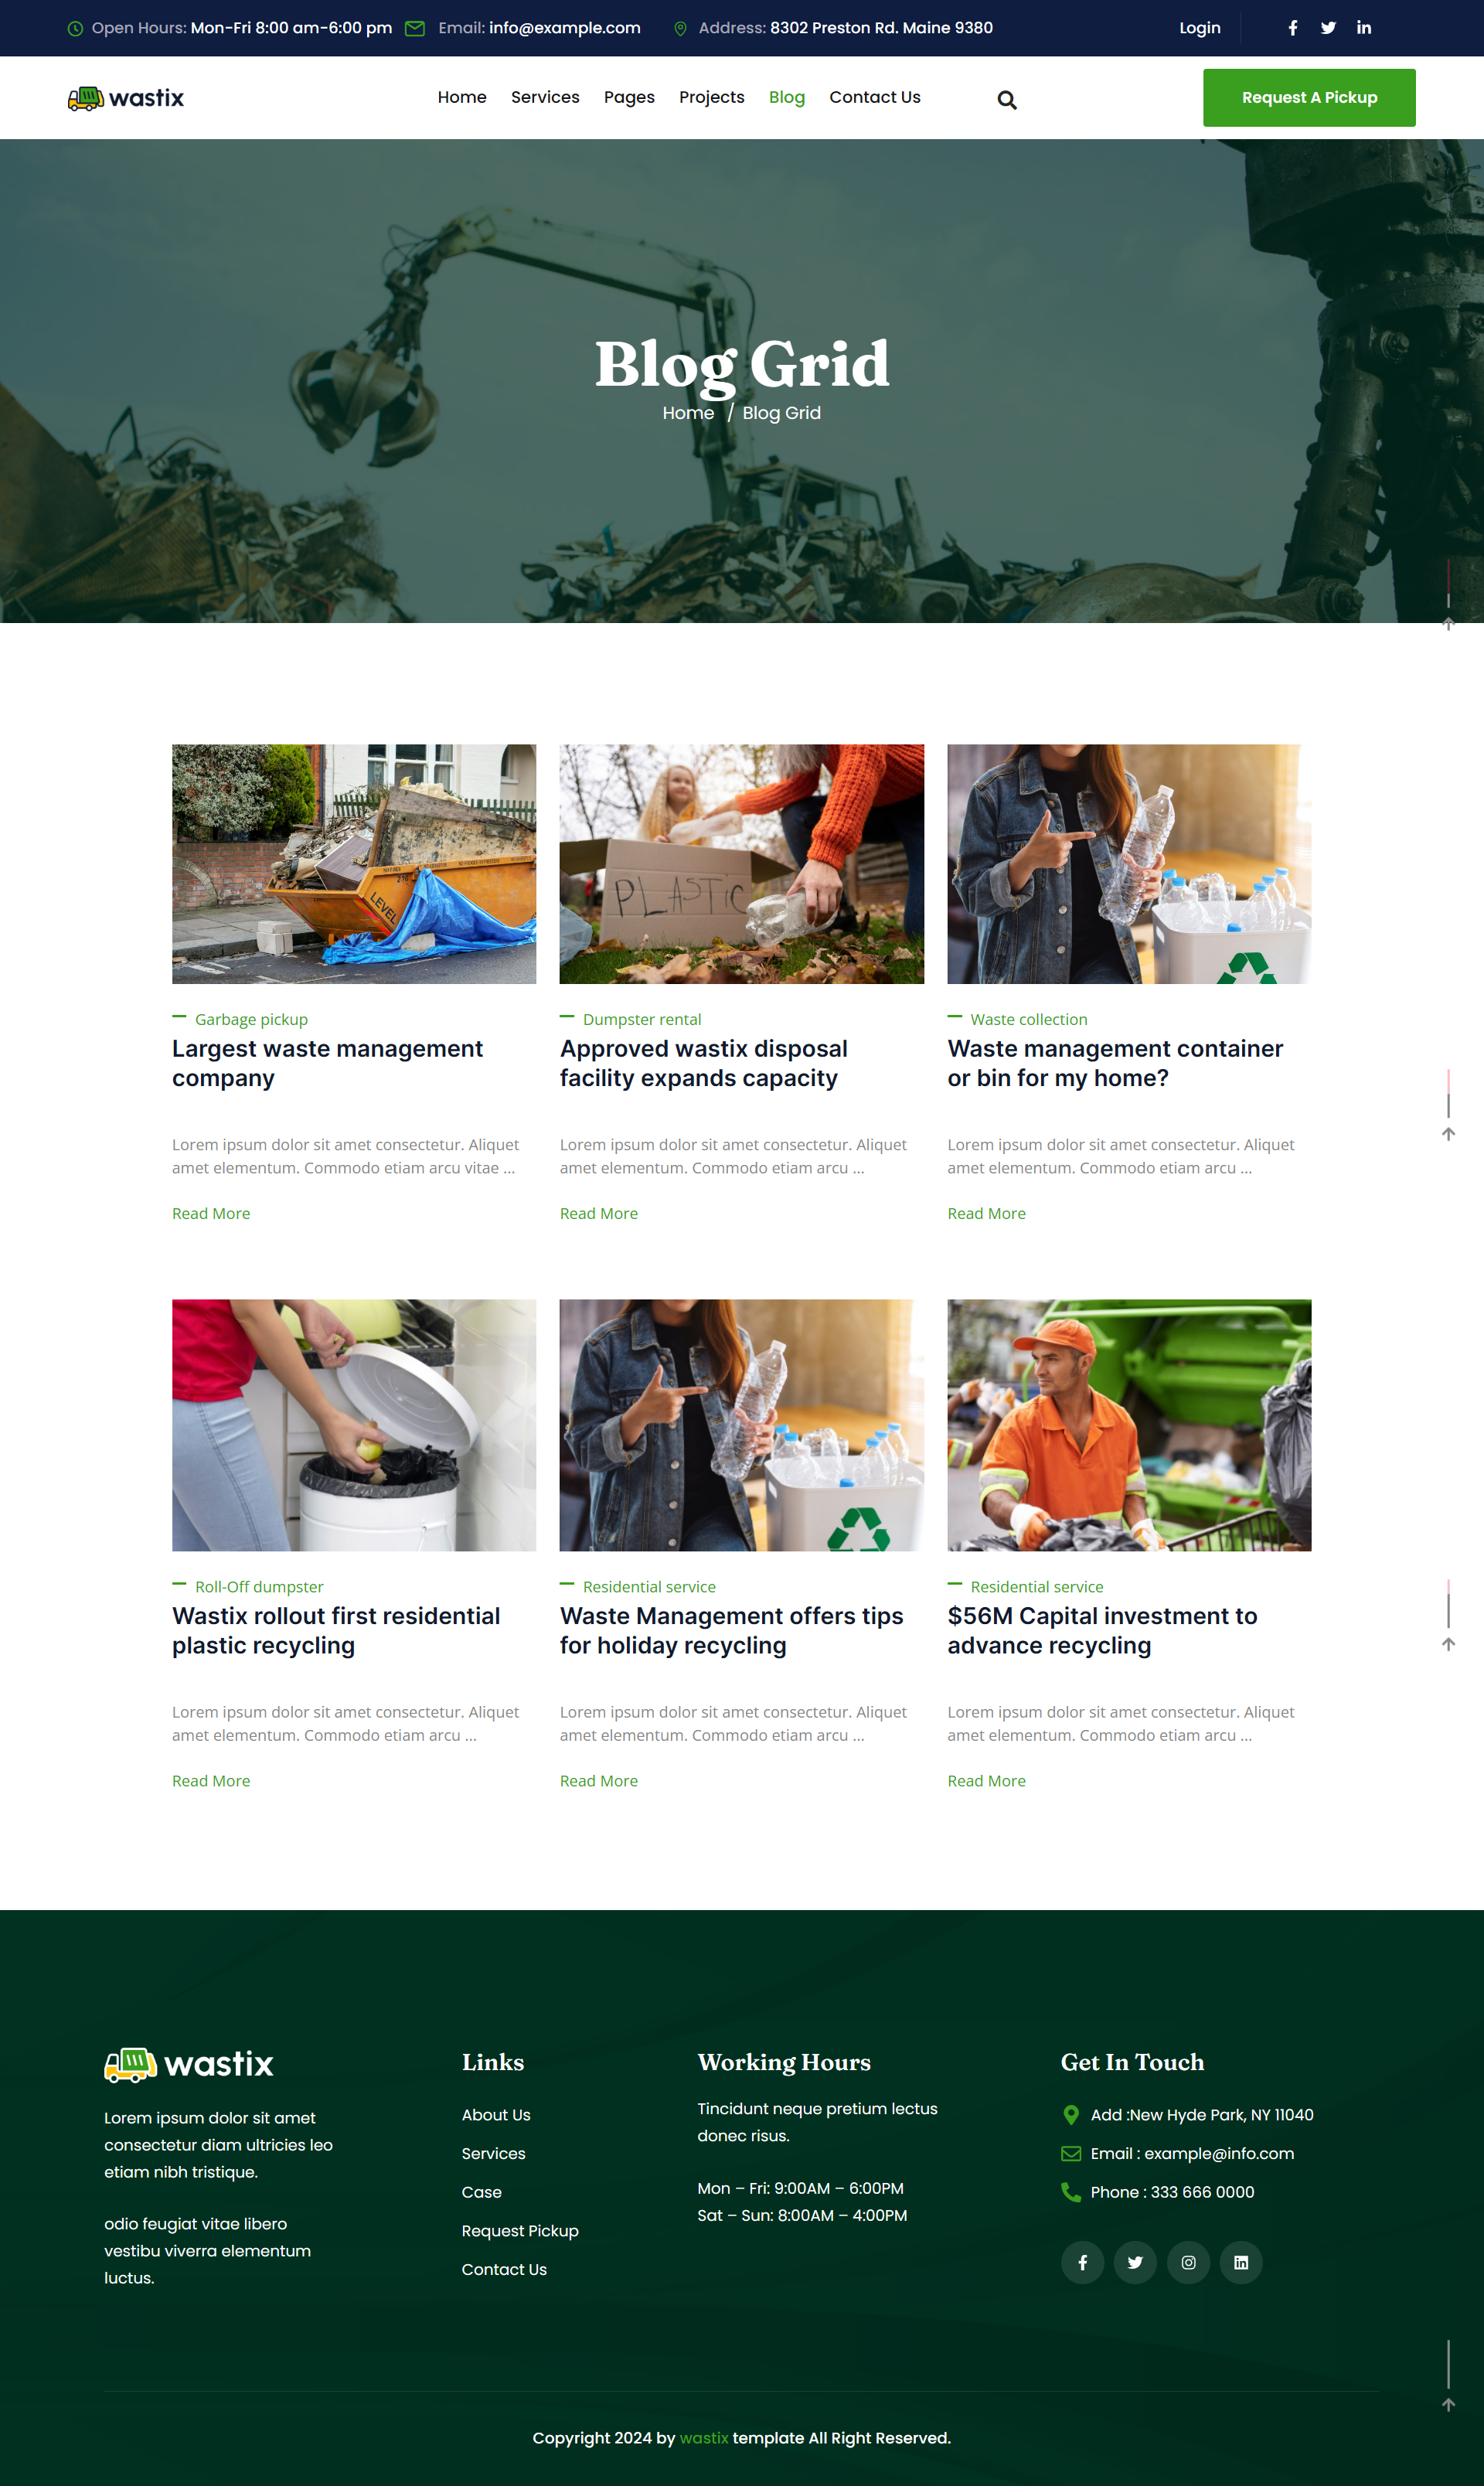 Open Hours: Mon-Fri 8:00 am-6:00 pm Email: info@example.com Address: 8302 Preston Rd. Maine 9380 Login
wastix Home Services Pages Projects Blog Contact Us Request A Pickup
Blog Grid
Home / Blog Grid
LEVEL
PLASTIC
Garbage pickup
Largest waste management
company
Lorem ipsum dolor sit amet consectetur. Aliquet
amet elementum. Commodo etiam arcu vitae ...
Read More
Dumpster rental
Approved wastix disposal
facility expands capacity
Lorem ipsum dolor sit amet consectetur. Aliquet
amet elementum. Commodo etiam arcu ...
Read More
Waste collection
Waste management container
or bin for my home?
Lorem ipsum dolor sit amet consectetur. Aliquet
amet elementum. Commodo etiam arcu ...
Read More
Roll-Off dumpster
Wastix rollout first residential
plastic recycling
Lorem ipsum dolor sit amet consectetur. Aliquet
amet elementum. Commodo etiam arcu ...
Read More
Residential service
Waste Management offers tips
for holiday recycling
Lorem ipsum dolor sit amet consectetur. Aliquet
amet elementum. Commodo etiam arcu ...
Read More
Residential service
$56M Capital investment to
advance recycling
Lorem ipsum dolor sit amet consectetur. Aliquet
amet elementum. Commodo etiam arcu ...
Read More
wastix
Lorem ipsum dolor sit amet
consectetur diam ultricies leo
etiam nibh tristique.
odio feugiat vitae libero
vestibu viverra elementum
luctus.
Links
About Us
Services
Case
Request Pickup
Contact Us
Working Hours
Tincidunt neque pretium lectus
donec risus.
Mon – Fri: 9:00AM – 6:00PM
Sat – Sun: 8:00AM – 4:00PM
Get In Touch
Add :New Hyde Park, NY 11040
Email : example@info.com
Phone : 333 666 0000
Copyright 2024 by wastix template All Right Reserved.